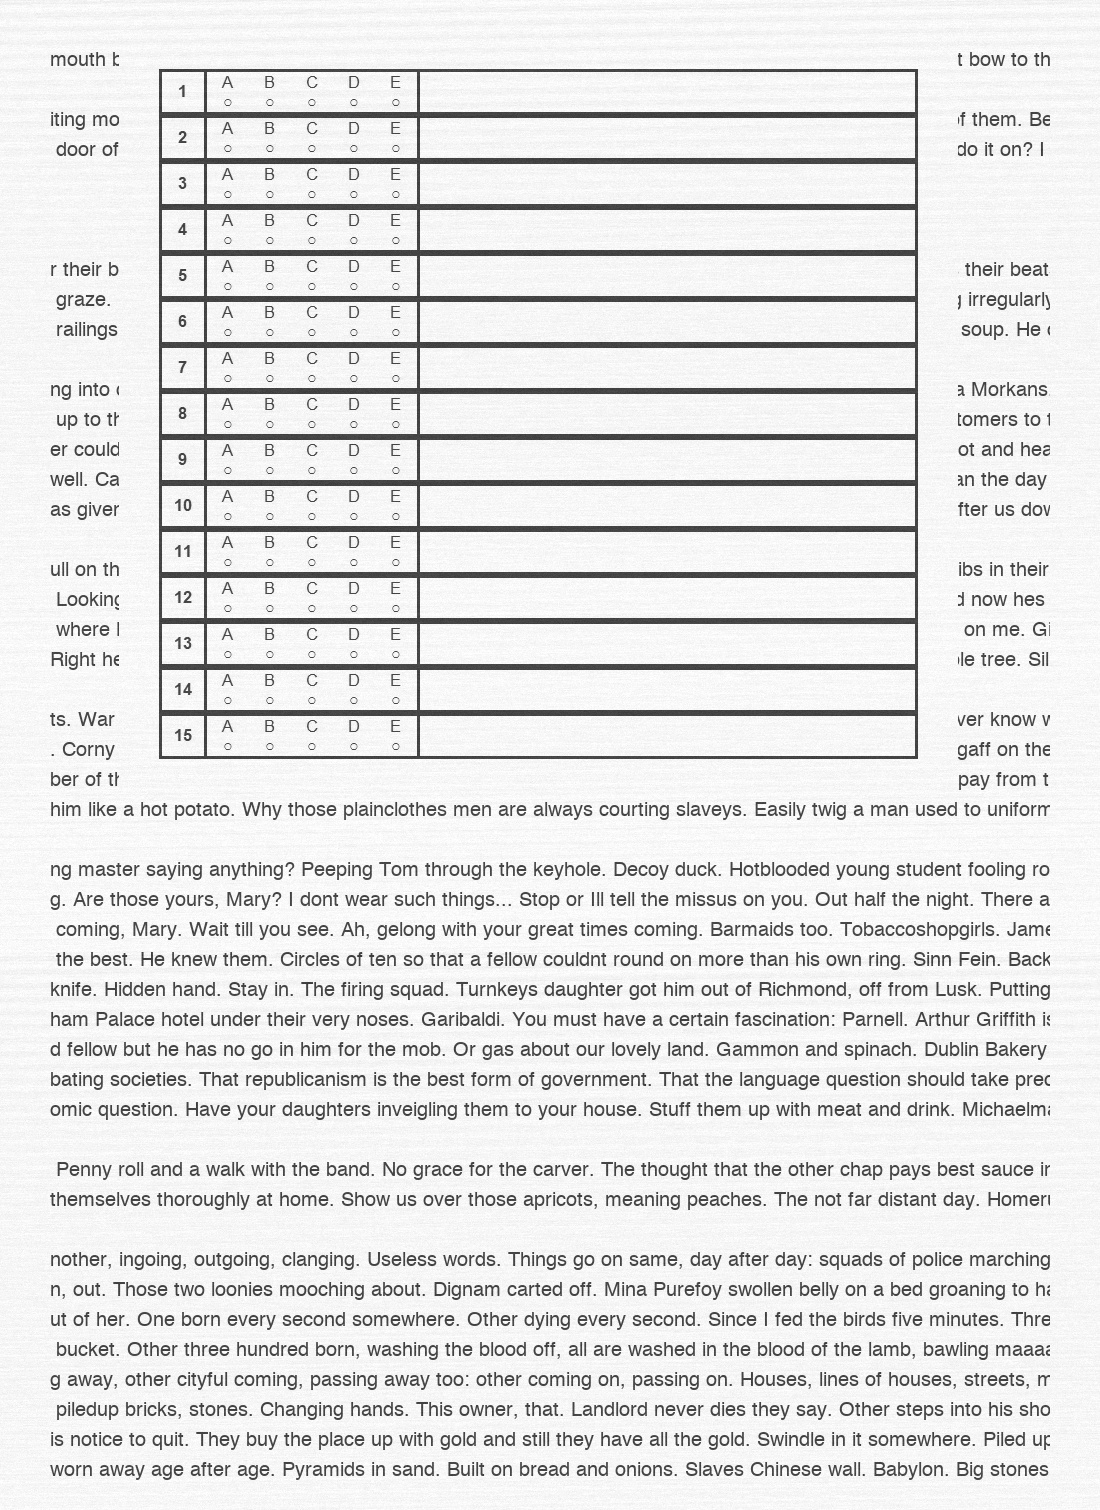 mouth t bow to th
1 A B C D E
iting mo of them. Be
2 A B C D E
door of do it on? I
3 A B C D E
4 A B C D E
r their b their beat
5 A B C D E
graze. irregularly
6 A B C D E
railings soup. He
7 A B C D E
ng into a Morkans.
8 A B C D E
up to th tomers to
er could ot and hea
9 A B C D E
well. Ca an the day
10 A B C D E
as given fter us dow
11 A B C D E
ull on th ibs in their
12 A B C D E
Looking d now hes
where on me. Gi
13 A B C D E
Right he le tree. Sil
14 A B C D E
ts. War ver know w
15 A B C D E
. Corny gaff on the
ber of th pay from t
him like a hot potato. Why those plainclothes men are always courting slaveys. Easily twig a man used to uniform
ng master saying anything? Peeping Tom through the keyhole. Decoy duck. Hotblooded young student fooling ro
g. Are those yours, Mary? I dont wear such things... Stop or Ill tell the missus on you. Out half the night. There a
coming, Mary. Wait till you see. Ah, gelong with your great times coming. Barmaids too. Tobaccoshopgirls. Jame
the best. He knew them. Circles of ten so that a fellow couldnt round on more than his own ring. Sinn Fein. Back
knife. Hidden hand. Stay in. The firing squad. Turnkeys daughter got him out of Richmond, off from Lusk. Putting
ham Palace hotel under their very noses. Garibaldi. You must have a certain fascination: Parnell. Arthur Griffith is
d fellow but he has no go in him for the mob. Or gas about our lovely land. Gammon and spinach. Dublin Bakery
bating societies. That republicanism is the best form of government. That the language question should take prec
omic question. Have your daughters inveigling them to your house. Stuff them up with meat and drink. Michaelma
Penny roll and a walk with the band. No grace for the carver. The thought that the other chap pays best sauce in
themselves thoroughly at home. Show us over those apricots, meaning peaches. The not far distant day. Homeru
nother, ingoing, outgoing, clanging. Useless words. Things go on same, day after day: squads of police marching
n, out. Those two loonies mooching about. Dignam carted off. Mina Purefoy swollen belly on a bed groaning to ha
ut of her. One born every second somewhere. Other dying every second. Since I fed the birds five minutes. Thre
bucket. Other three hundred born, washing the blood off, all are washed in the blood of the lamb, bawling maaaa
g away, other cityful coming, passing away too: other coming on, passing on. Houses, lines of houses, streets, m
piledup bricks, stones. Changing hands. This owner, that. Landlord never dies they say. Other steps into his sho
is notice to quit. They buy the place up with gold and still they have all the gold. Swindle in it somewhere. Piled up
worn away age after age. Pyramids in sand. Built on bread and onions. Slaves Chinese wall. Babylon. Big stones